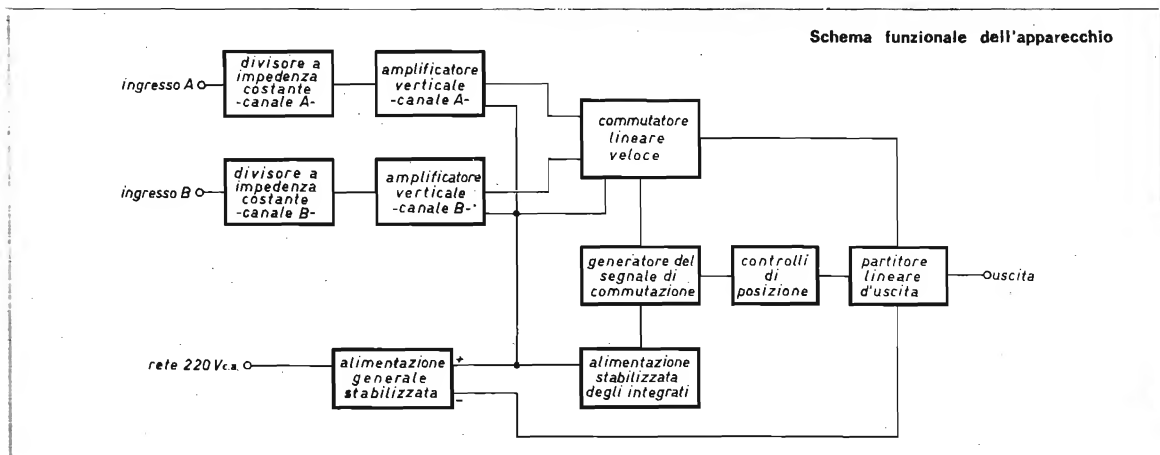 Schema funzionale dell'apparecchio
ingresso A
divisore a
impedenza
costante
-canale A-
amplificatore
verticale
-canale A-
commutatore
lineare
veloce
ingresso B
divisore a
impedenza
costante
-canale B-
amplificatore
verticale
-canale B-
generatore del
segnale di
commutazione
controlli
di
posizione
partitore
lineare
d'uscita
uscita
rete 220 Vc.a.
alimentazione
generale
stabilizzata
+
-
alimentazione
stabilizzata
degli integrati